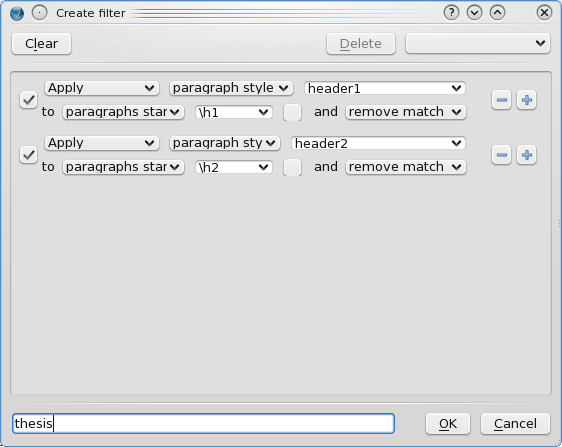 Create filter
Clear Delete
Apply paragraph style header1
to paragraphs star \h1 and remove match
Apply paragraph sty header2
to paragraphs star \h2 and remove match
thesis OK Cancel